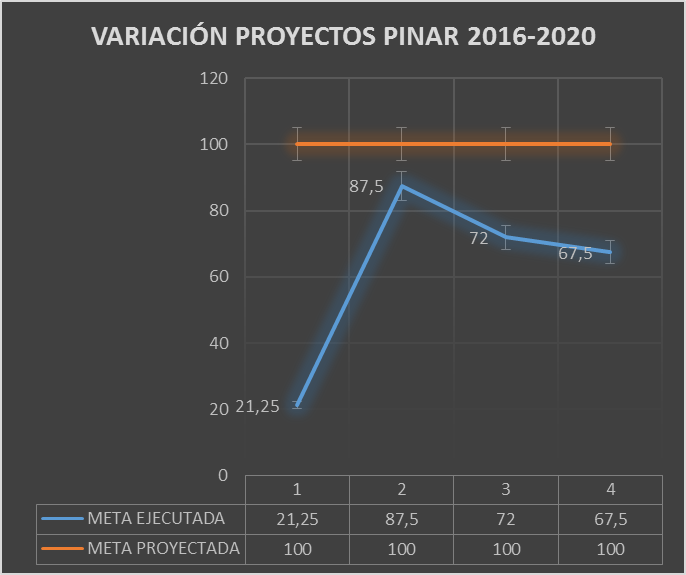 VARIACIÓN PROYECTOS PINAR 2016-2020
120
100
80
60
40
20
0
21,25
87,5
72
67,5
1 2 3 4
META EJECUTADA 21,25 87,5 72 67,5
META PROYECTADA 100 100 100 100